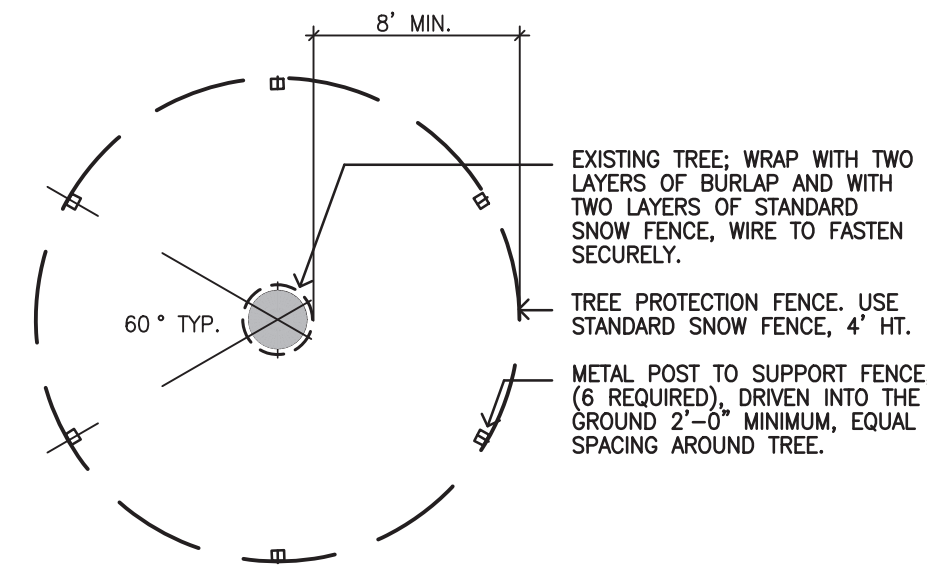 8' MIN.
EXISTING TREE; WRAP WITH TWO
LAYERS OF BURLAP AND WITH
TWO LAYERS OF STANDARD
SNOW FENCE, WIRE TO FASTEN
SECURELY.
60° TYP.
TREE PROTECTION FENCE. USE
STANDARD SNOW FENCE, 4' HT.
METAL POST TO SUPPORT FENCE
(6 REQUIRED), DRIVEN INTO THE
GROUND 2'-0" MINIMUM, EQUAL
SPACING AROUND TREE.